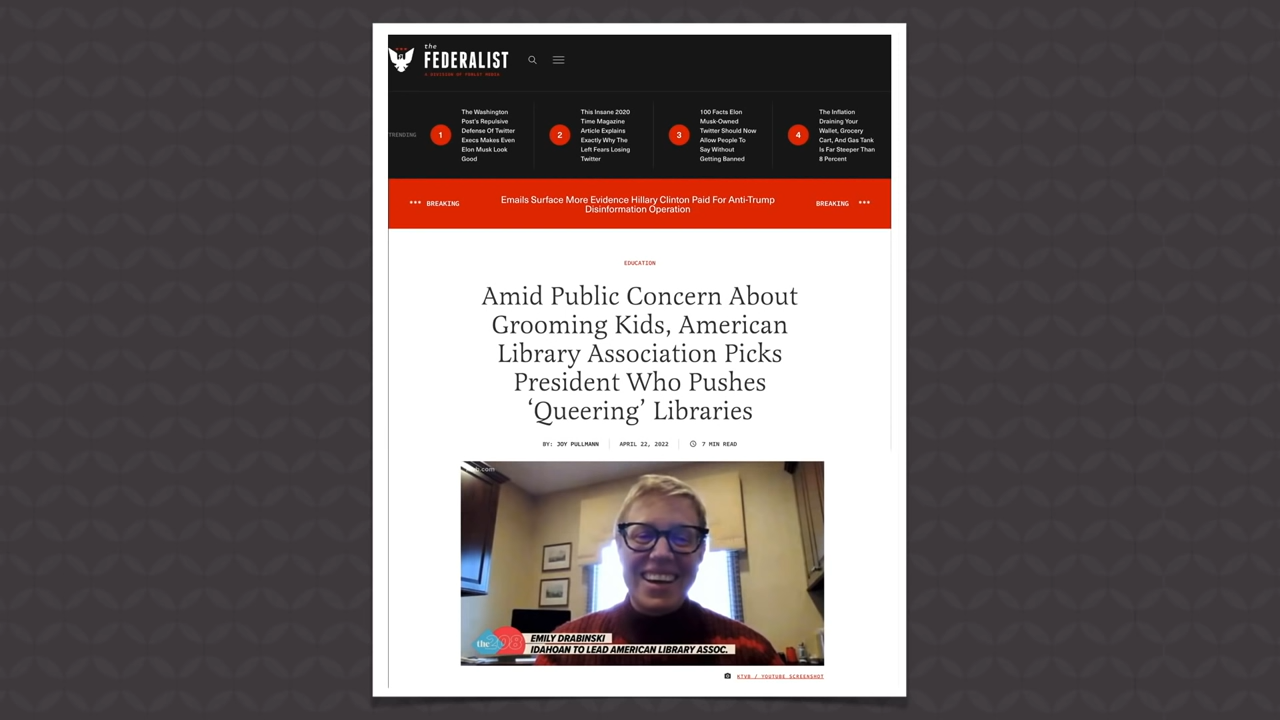 the
FEDERALIST
A DIVISION OF FDRLST MEDIA
TRENDING
1
The Washington
Post's Repulsive
Defense Of Twitter
Execs Makes Even
Elon Musk Look
Good
2
This Insane 2020
Time Magazine
Article Explains
Exactly Why The
Left Fears Losing
Twitter
3
100 Facts Elon
Musk-Owned
Twitter Should Now
Allow People To
Say Without
Getting Banned
4
The Inflation
Draining Your
Wallet, Grocery
Cart, And Gas Tank
Is Far Steeper Than
8 Percent
*** BREAKING
Emails Surface More Evidence Hillary Clinton Paid For Anti-Trump
Disinformation Operation
BREAKING ***
EDUCATION
Amid Public Concern About
Grooming Kids, American
Library Association Picks
President Who Pushes
‘Queering’ Libraries
BY: JOY PULLMANN
APRIL 22, 2022
7 MIN READ
the208
EMILY DRABINSKI
IDAHOAN TO LEAD AMERICAN LIBRARY ASSOC.
KTVB / YOUTUBE SCREENSHOT